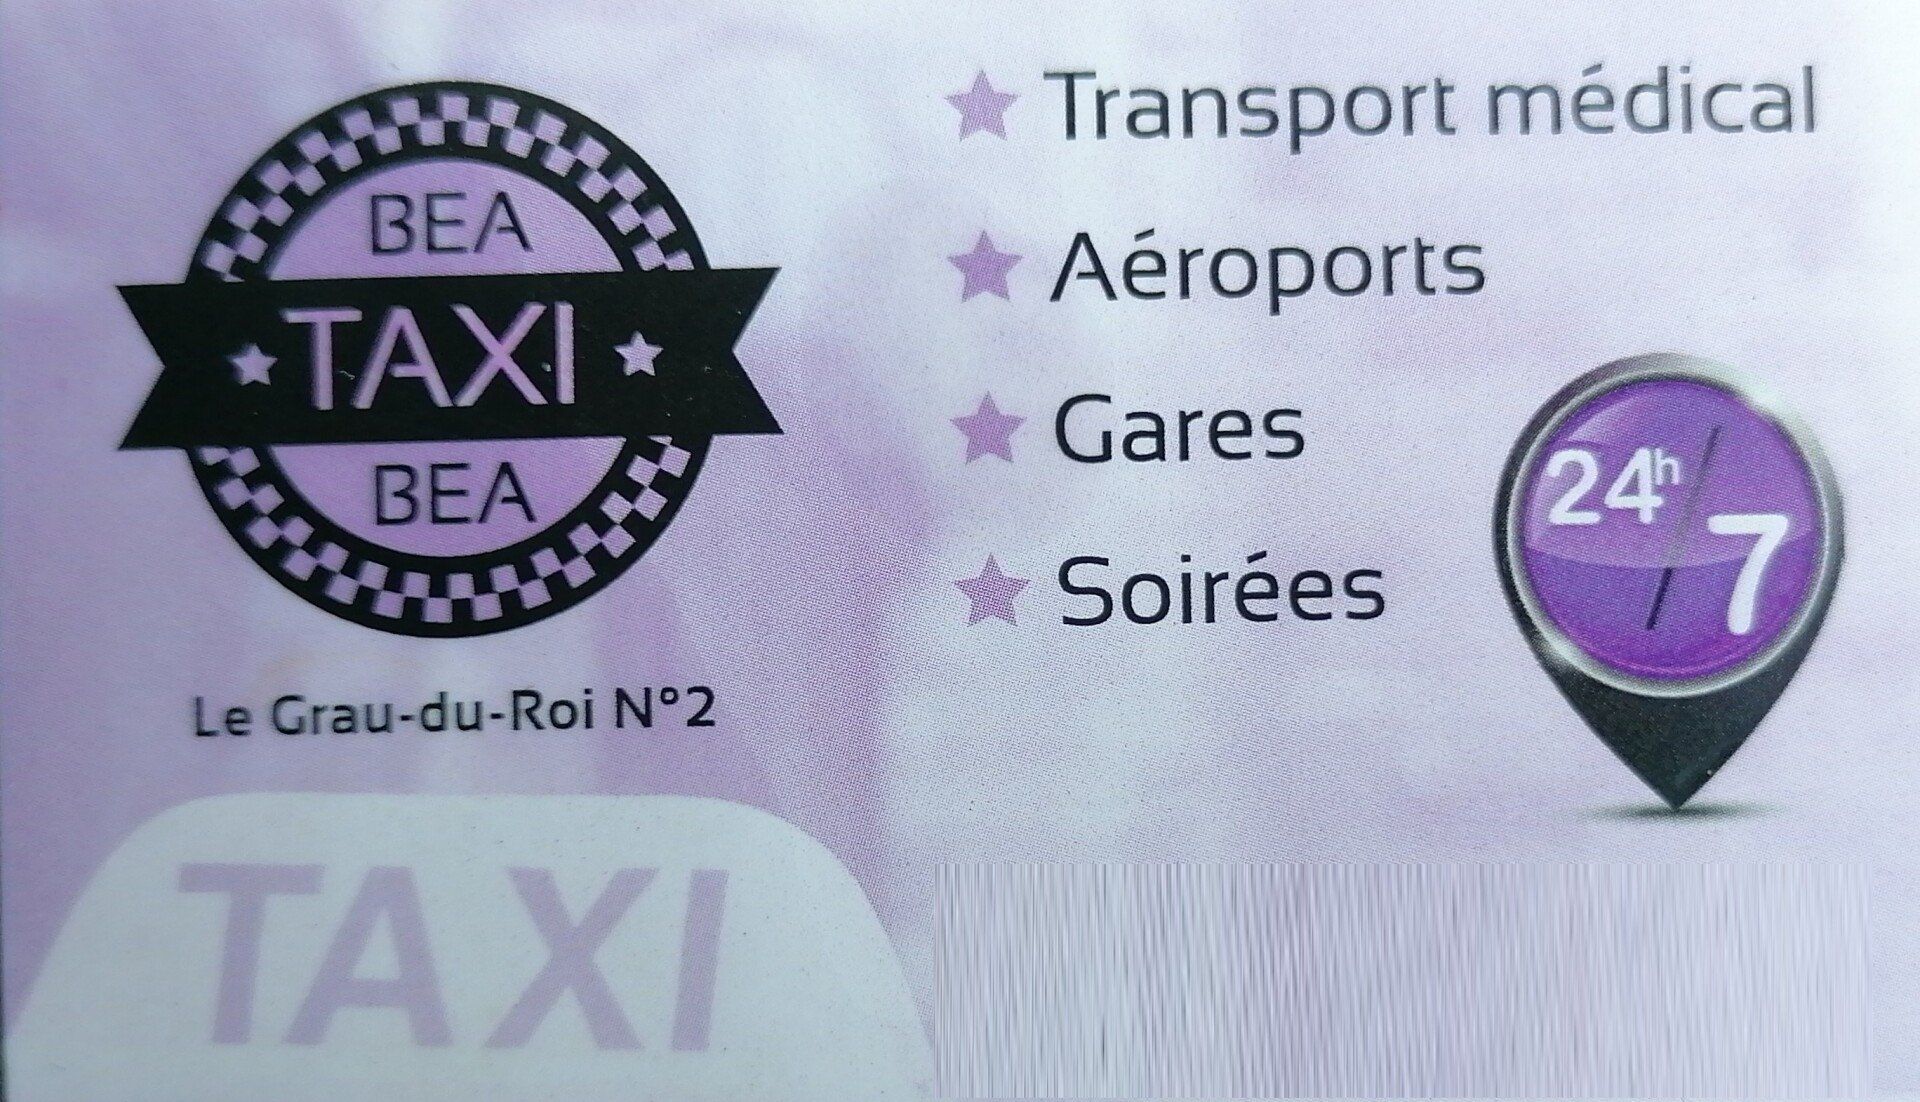 BEA
TAXI
BEA
Le Grau-du-Roi N°2
TAXI
Transport médical
Aéroports
Gares
Soirées
24h/7